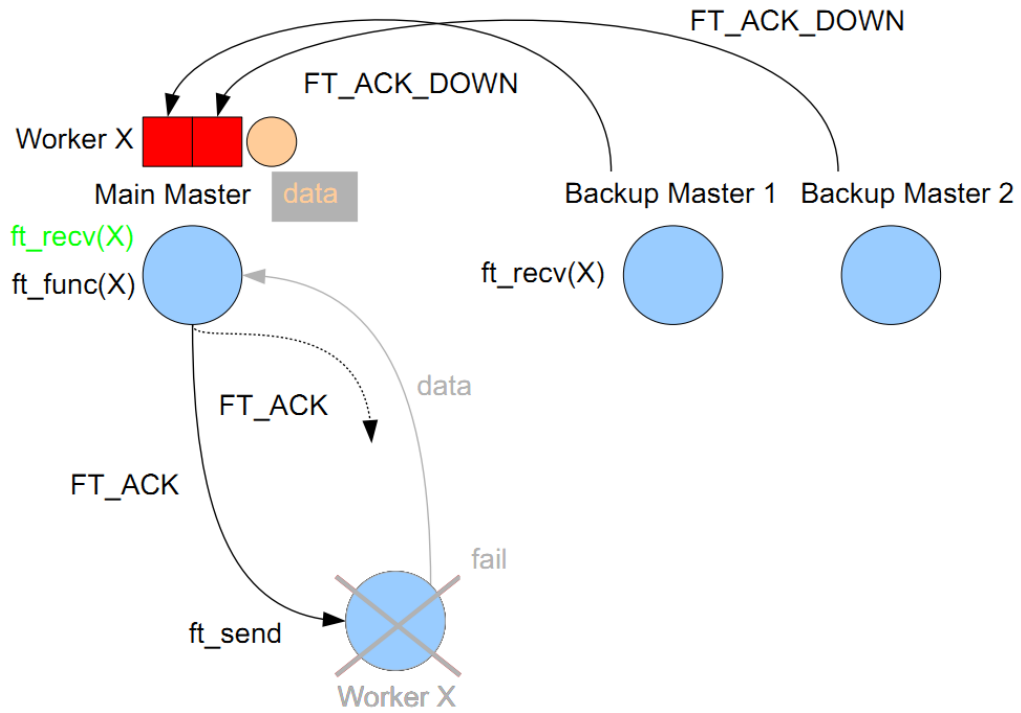 FT_ACK_DOWN
FT_ACK_DOWN
Worker X
Main Master
data
Backup Master 1
Backup Master 2
ft_recv(X)
ft_func(X)
ft_recv(X)
data
FT_ACK
FT_ACK
fail
ft_send
Worker X